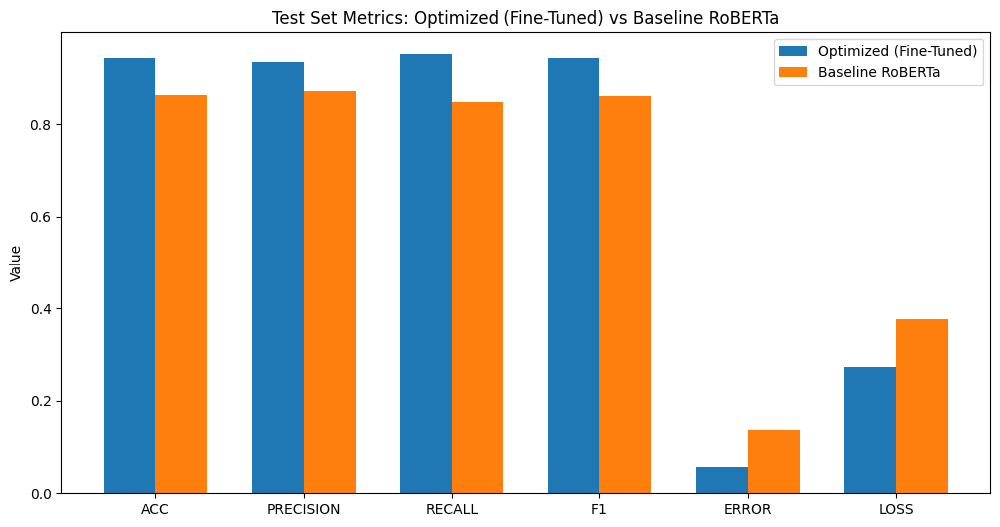 Test Set Metrics: Optimized (Fine-Tuned) vs Baseline RoBERTa
Optimized (Fine-Tuned)
Baseline RoBERTa
Value
0.8
0.6
0.4
0.2
0.0
ACC PRECISION RECALL F1 ERROR LOSS